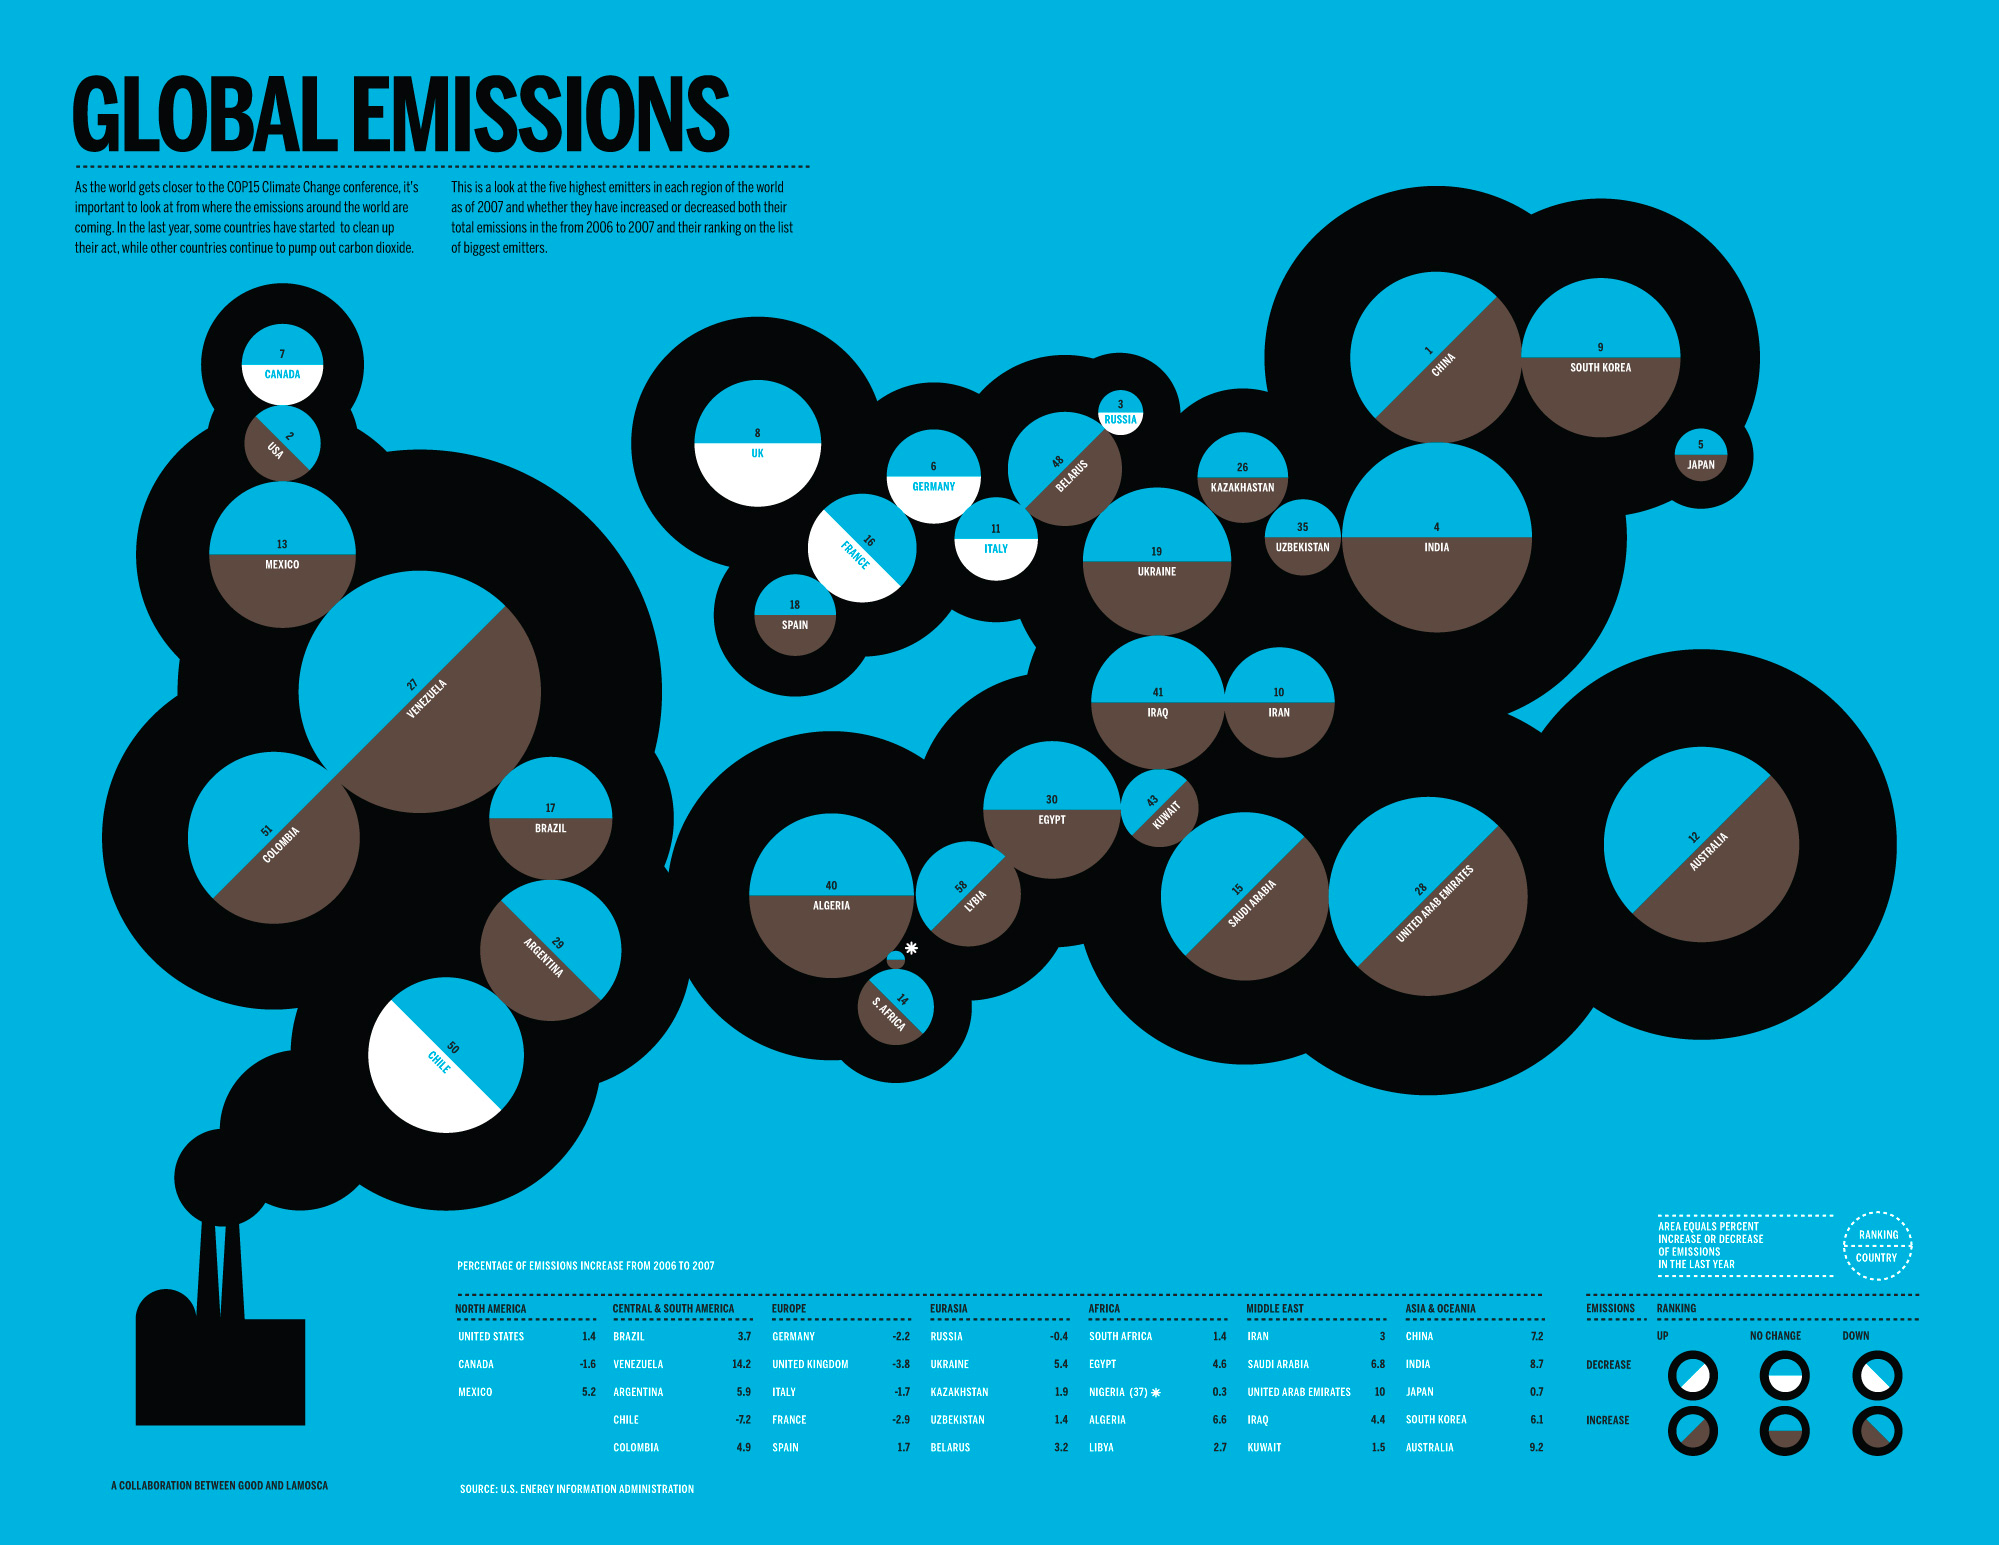 GLOBAL EMISSIONS
As the world gets closer to the COP15 Climate Change conference, it's
important to look at from where the emissions around the world are
coming. In the last year, some countries have started to clean up
their act, while other countries continue to pump out carbon dioxide.
This is a look at the five highest emitters in each region of the world
as of 2007 and whether they have increased or decreased both their
total emissions in the from 2006 to 2007 and their ranking on the list
of biggest emitters.
7
CANADA
2
USA
13
MEXICO
27
VENEZUELA
51
COLOMBIA
17
BRAZIL
29
ARGENTINA
50
CHILE
8
UK
6
GERMANY
16
FRANCE
11
ITALY
18
SPAIN
48
BELARUS
3
RUSSIA
26
KAZAKHASTAN
35
UZBEKISTAN
19
UKRAINE
1
CHINA
9
SOUTH KOREA
5
JAPAN
4
INDIA
41
IRAQ
10
IRAN
30
EGYPT
43
KUWAIT
40
ALGERIA
58
LYBIA
14
S. AFRICA
15
SAUDI ARABIA
28
UNITED ARAB EMIRATES
12
AUSTRALIA
AREA EQUALS PERCENT
INCREASE OR DECREASE
OF EMISSIONS
IN THE LAST YEAR
RANKING
COUNTRY
PERCENTAGE OF EMISSIONS INCREASE FROM 2006 TO 2007
NORTH AMERICA
UNITED STATES 1.4
CANADA -1.6
MEXICO 5.2
CENTRAL & SOUTH AMERICA
BRAZIL 3.7
VENEZUELA 14.2
ARGENTINA 5.9
CHILE -7.2
COLOMBIA 4.9
EUROPE
GERMANY -2.2
UNITED KINGDOM -3.8
ITALY -1.7
FRANCE -2.9
SPAIN 1.7
EURASIA
RUSSIA -0.4
UKRAINE 5.4
KAZAKHSTAN 1.9
UZBEKISTAN 1.4
BELARUS 3.2
AFRICA
SOUTH AFRICA 1.4
EGYPT 4.6
NIGERIA (37) * 0.3
ALGERIA 6.6
LIBYA 2.7
MIDDLE EAST
IRAN 3
SAUDI ARABIA 6.8
UNITED ARAB EMIRATES 10
IRAQ 4.4
KUWAIT 1.5
ASIA & OCEANIA
CHINA 7.2
INDIA 8.7
JAPAN 0.7
SOUTH KOREA 6.1
AUSTRALIA 9.2
EMISSIONS RANKING
UP NO CHANGE DOWN
DECREASE
INCREASE
A COLLABORATION BETWEEN GOOD AND LAMOSCA
SOURCE: U.S. ENERGY INFORMATION ADMINISTRATION